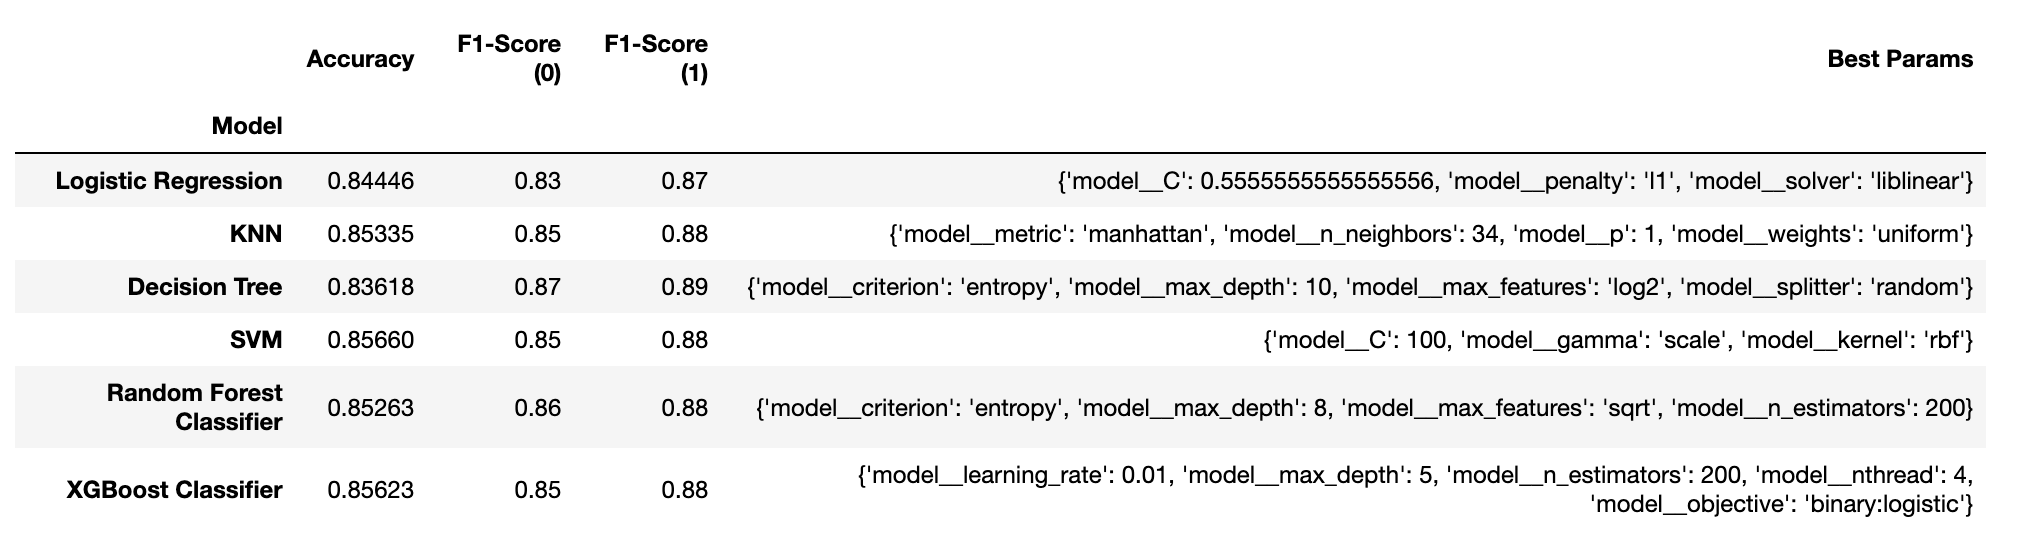 Accuracy F1-Score (0) F1-Score (1) Best Params
Model
Logistic Regression 0.84446 0.83 0.87 {'model__C': 0.5555555555555556, 'model__penalty': 'l1', 'model__solver': 'liblinear'}
KNN 0.85335 0.85 0.88 {'model__metric': 'manhattan', 'model__n_neighbors': 34, 'model__p': 1, 'model__weights': 'uniform'}
Decision Tree 0.83618 0.87 0.89 {'model__criterion': 'entropy', 'model__max_depth': 10, 'model__max_features': 'log2', 'model__splitter': 'random'}
SVM 0.85660 0.85 0.88 {'model__C': 100, 'model__gamma': 'scale', 'model__kernel': 'rbf'}
Random Forest
Classifier 0.85263 0.86 0.88 {'model__criterion': 'entropy', 'model__max_depth': 8, 'model__max_features': 'sqrt', 'model__n_estimators': 200}
XGBoost Classifier 0.85623 0.85 0.88 {'model__learning_rate': 0.01, 'model__max_depth': 5, 'model__n_estimators': 200, 'model__nthread': 4,
'model__objective': 'binary:logistic'}